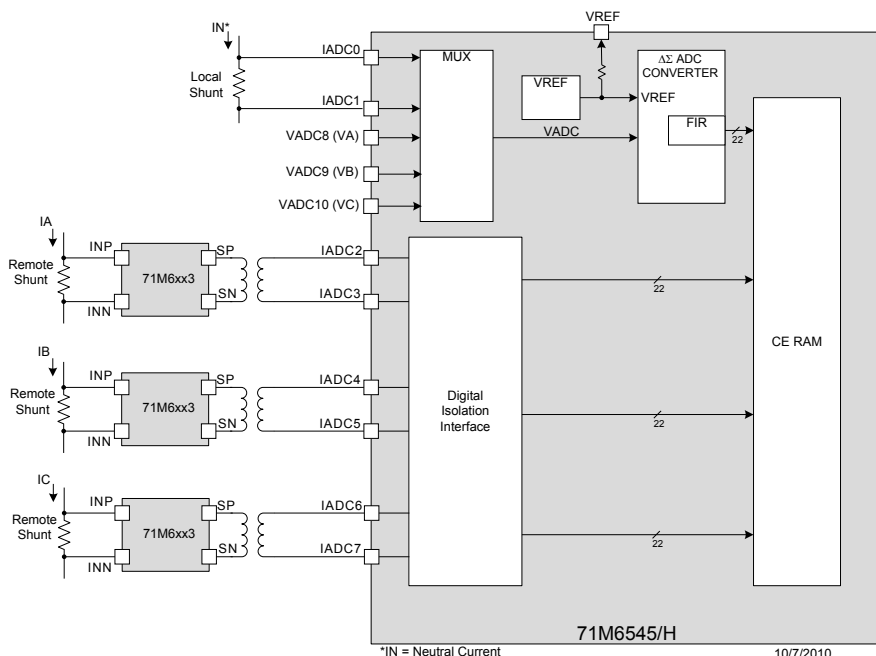 VREF
IN*
IADC0
MUX
ΔΣ ADC
CONVERTER
Local
Shunt
VREF
VREF
IADC1
FIR
VADC8 (VA)
VADC
22
VADC9 (VB)
VADC10 (VC)
IA
INP
SP
IADC2
Remote
Shunt
71M6xx3
22
INN
SN
IADC3
CE RAM
IB
INP
SP
IADC4
Remote
Shunt
71M6xx3
Digital
Isolation
Interface
INN
SN
IADC5
22
IC
INP
SP
IADC6
Remote
Shunt
71M6xx3
22
INN
SN
IADC7
71M6545/H
*IN = Neutral Current
10/7/2010